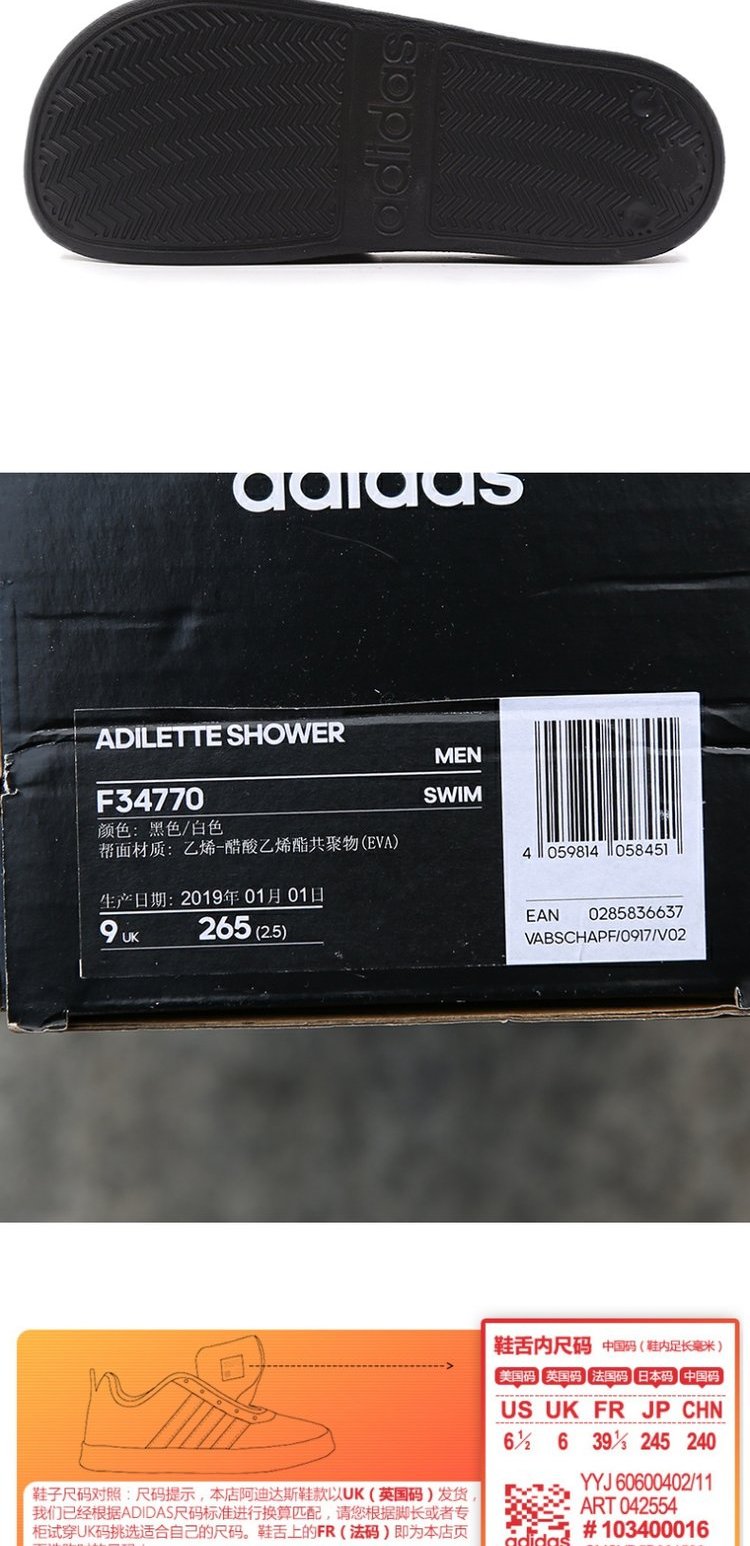 adidas
adidas
ADILETTE SHOWER
MEN
F34770
SWIM
颜色: 黑色/白色
帮面材质: 乙烯-醋酸乙烯酯共聚物(EVA)
生产日期: 2019年 01月 01日
9 UK 265 (2.5)
4 059814 058451
EAN 0285836637
VABSCHAPF/0917/V02
鞋舌内尺码 中国码（鞋内足长毫米）
美国码 英国码 法国码 日本码 中国码
US UK FR JP CHN
6½ 6 39⅓ 245 240
YYJ 60600402/11
ART 042554
# 103400016
adidas
鞋子尺码对照：尺码提示，本店阿迪达斯鞋款以UK（英国码）发货，
我们已经根据ADIDAS尺码标准进行换算匹配，请您根据脚长或者专
柜试穿UK码挑选适合自己的尺码。鞋舌上的FR（法码）即为本店页